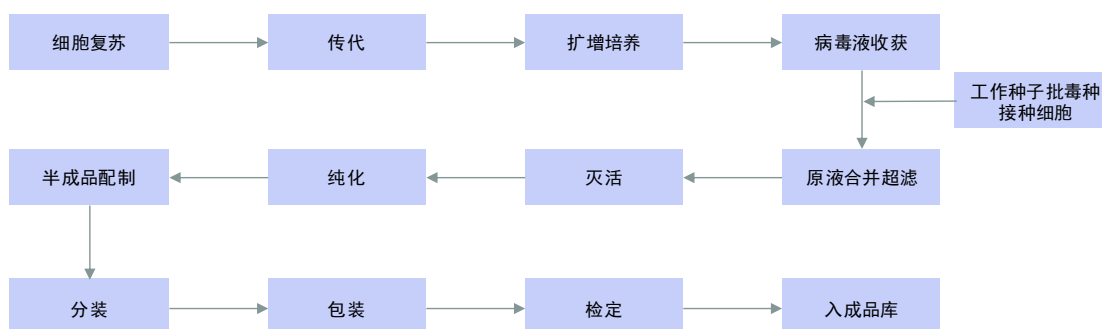 细胞复苏
传代
扩增培养
病毒液收获
工作种子批毒种
接种细胞
半成品配制
纯化
灭活
原液合并超滤
分装
包装
检定
入成品库